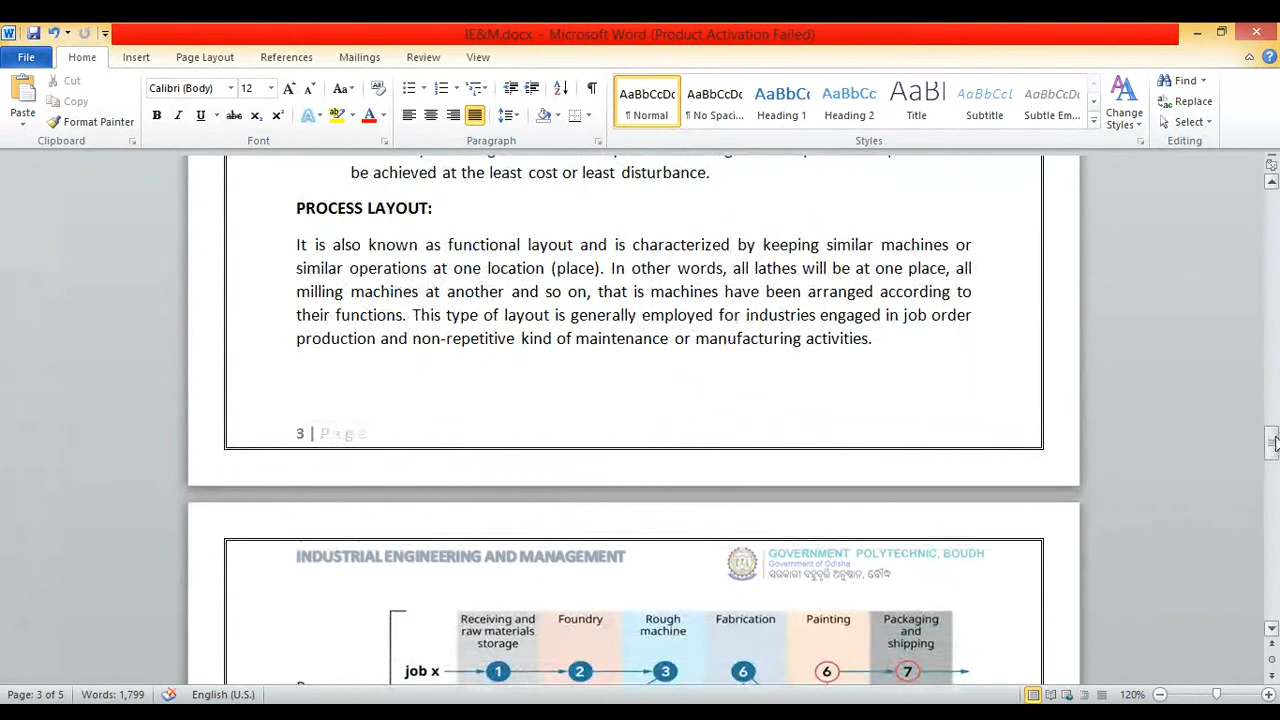 IE&M.docx - Microsoft Word (Product Activation Failed)
File Home Insert Page Layout References Mailings Review View
Paste
Cut
Copy
Format Painter
Clipboard
Calibri (Body) 12
Font
Paragraph
AaBbCcDc AaBbCcDc AaBbCc AaBbCc AaBl AaBbCcl AaBbCcDc
¶ Normal ¶ No Spaci... Heading 1 Heading 2 Title Subtitle Subtle Em...
Change Styles
Styles
Find
Replace
Select
Editing
be achieved at the least cost or least disturbance.
PROCESS LAYOUT:
It is also known as functional layout and is characterized by keeping similar machines or
similar operations at one location (place). In other words, all lathes will be at one place, all
milling machines at another and so on, that is machines have been arranged according to
their functions. This type of layout is generally employed for industries engaged in job order
production and non-repetitive kind of maintenance or manufacturing activities.
3 | Page
INDUSTRIAL ENGINEERING AND MANAGEMENT
GOVERNMENT POLYTECHNIC, BOUDH
Government of Odisha
ସରକାରୀ ବହୁବୃତ୍ତି ଅନୁଷ୍ଠାନ, ବୌଦ୍ଧ
Receiving and raw materials storage
Foundry
Rough machine
Fabrication
Painting
Packaging and shipping
job x 1 2 3 6 6 7
Page: 3 of 5 Words: 1,799 English (U.S.) 120%